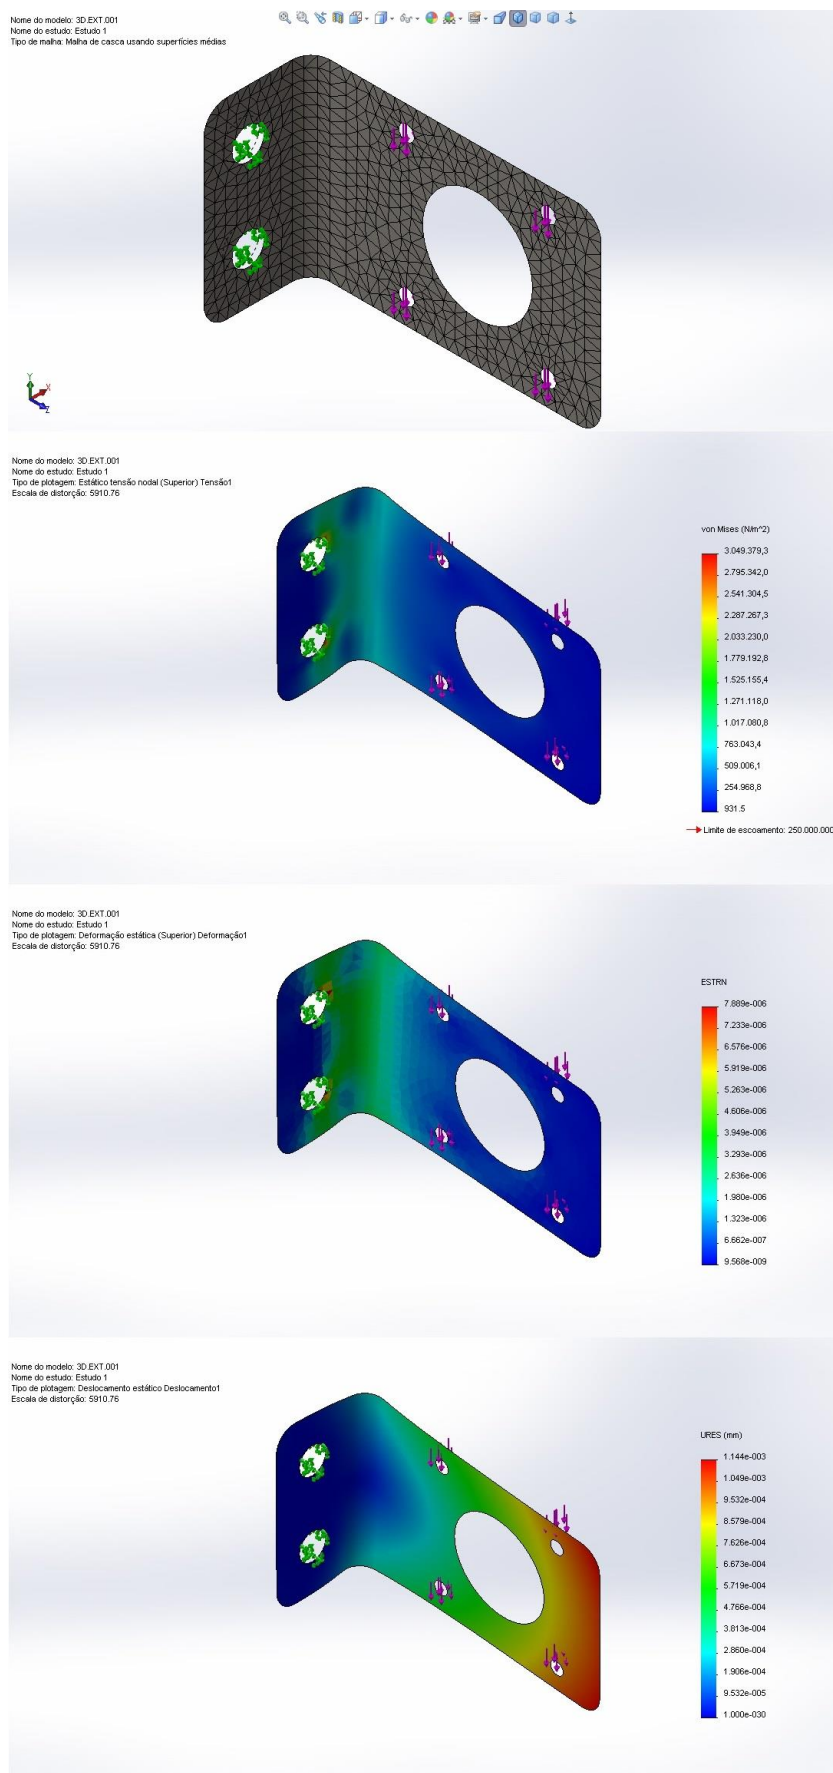 Nome do modelo: 3D.EXT.001
Nome do estudo: Estudo 1
Tipo de malha: Malha de casca usando superfícies médias
Y
X
Z
Nome do modelo: 3D.EXT.001
Nome do estudo: Estudo 1
Tipo de plotagem: Estático tensão nodal (Superior) Tensão1
Escala de distorção: 5910.76
von Mises (N/m^2)
3.049.379,3
2.795.342,0
2.541.304,5
2.287.267,3
2.033.230,0
1.779.192,8
1.525.155,4
1.271.118,0
1.017.080,8
763.043,4
509.006,1
254.968,8
931.5
Limite de escoamento: 250.000.000
Nome do modelo: 3D.EXT.001
Nome do estudo: Estudo 1
Tipo de plotagem: Deformação estática (Superior) Deformação1
Escala de distorção: 5910.76
ESTRN
7.889e-006
7.233e-006
6.576e-006
5.919e-006
5.263e-006
4.606e-006
3.949e-006
3.293e-006
2.636e-006
1.980e-006
1.323e-006
6.662e-007
9.568e-009
Nome do modelo: 3D.EXT.001
Nome do estudo: Estudo 1
Tipo de plotagem: Deslocamento estático Deslocamento1
Escala de distorção: 5910.76
URES (mm)
1.144e-003
1.049e-003
9.532e-004
8.579e-004
7.626e-004
6.673e-004
5.719e-004
4.766e-004
3.813e-004
2.860e-004
1.906e-004
9.532e-005
1.000e-030